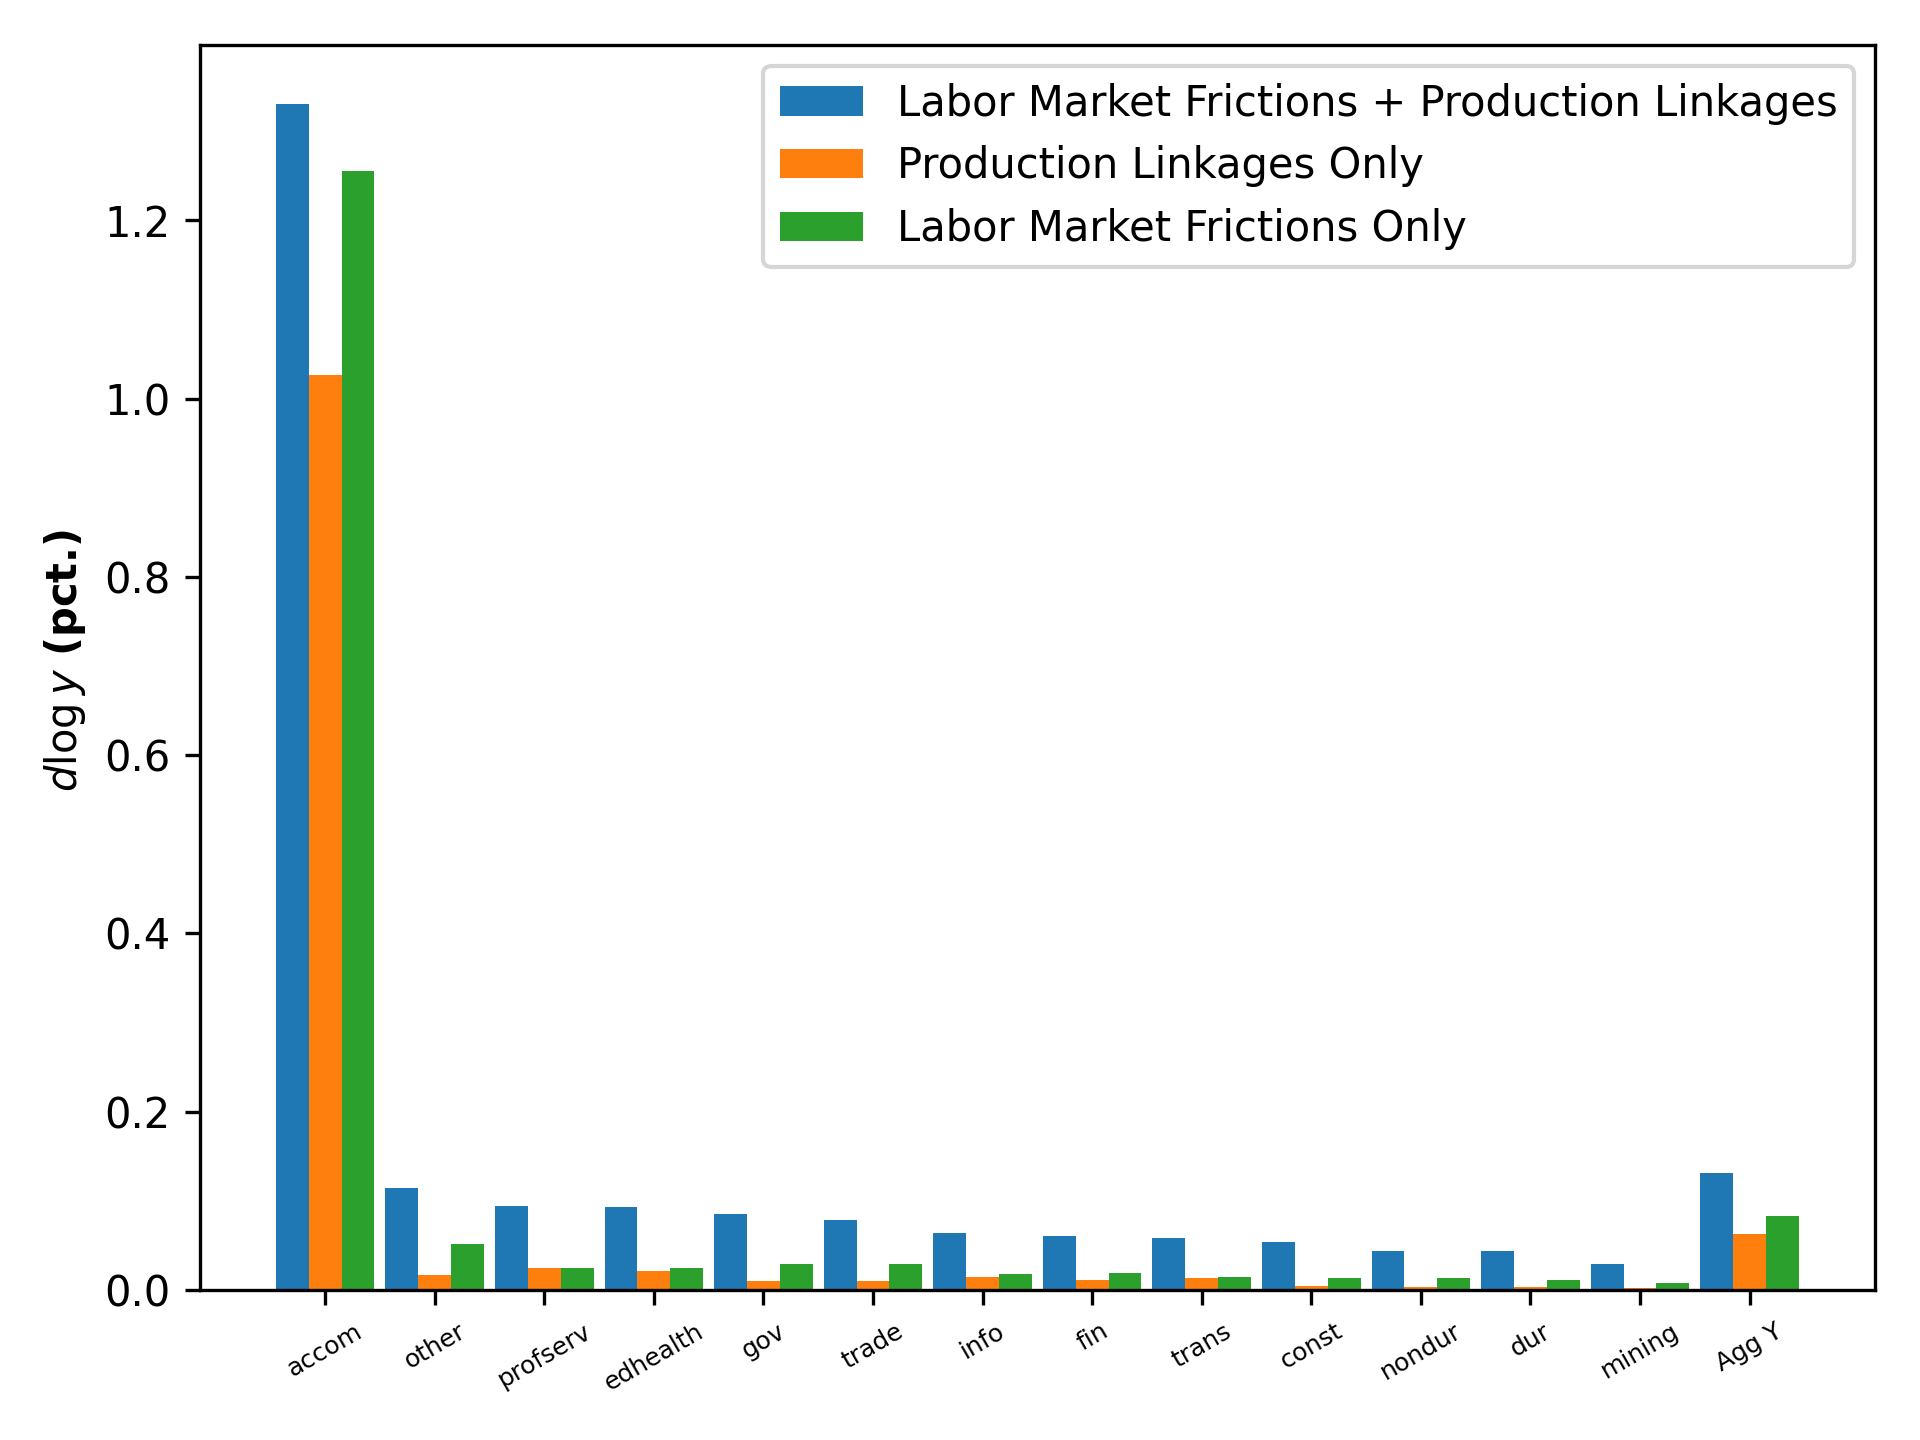 Labor Market Frictions + Production Linkages
Production Linkages Only
Labor Market Frictions Only
1.2
1.0
0.8
0.6
0.4
0.2
0.0
dlog y (pct.)
accom
other
profserv
edhealth
gov
trade
info
fin
trans
const
nondur
dur
mining
Agg Y